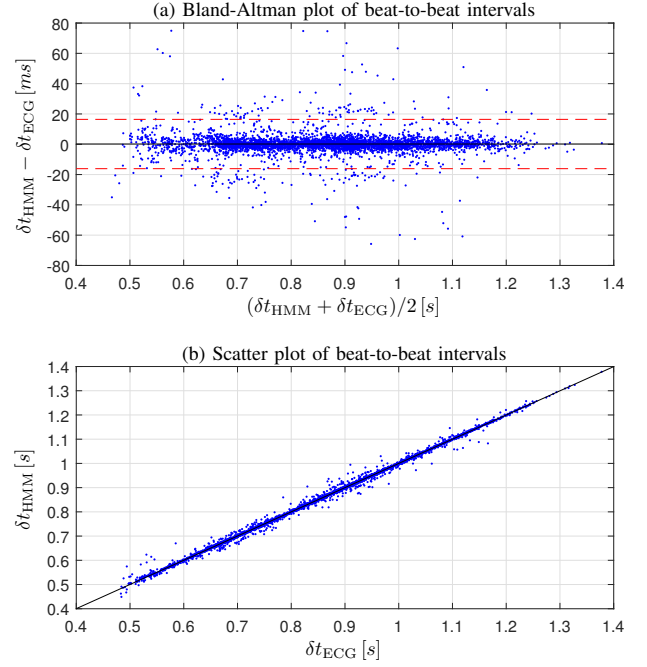 (a) Bland-Altman plot of beat-to-beat intervals
80
60
40
20
0
-20
-40
-60
-80
δt_HMM − δt_ECG [ms]
0.4 0.5 0.6 0.7 0.8 0.9 1 1.1 1.2 1.3 1.4
(δt_HMM + δt_ECG)/2 [s]
(b) Scatter plot of beat-to-beat intervals
1.4
1.3
1.2
1.1
1
0.9
0.8
0.7
0.6
0.5
0.4
δt_HMM [s]
0.4 0.5 0.6 0.7 0.8 0.9 1 1.1 1.2 1.3 1.4
δt_ECG [s]